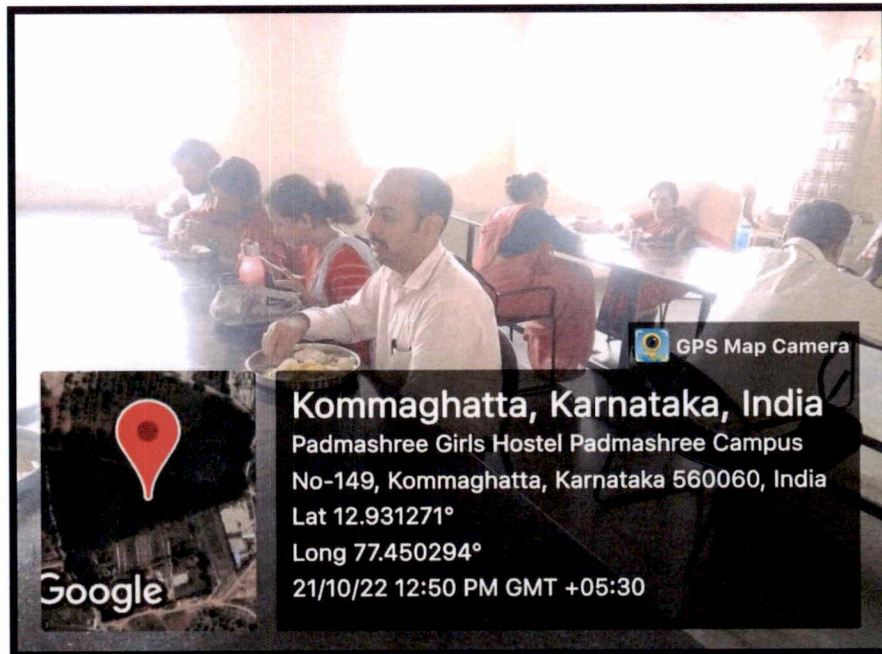 GPS Map Camera
Kommaghatta, Karnataka, India
Padmashree Girls Hostel Padmashree Campus
No-149, Kommaghatta, Karnataka 560060, India
Lat 12.931271°
Long 77.450294°
21/10/22 12:50 PM GMT +05:30
Google